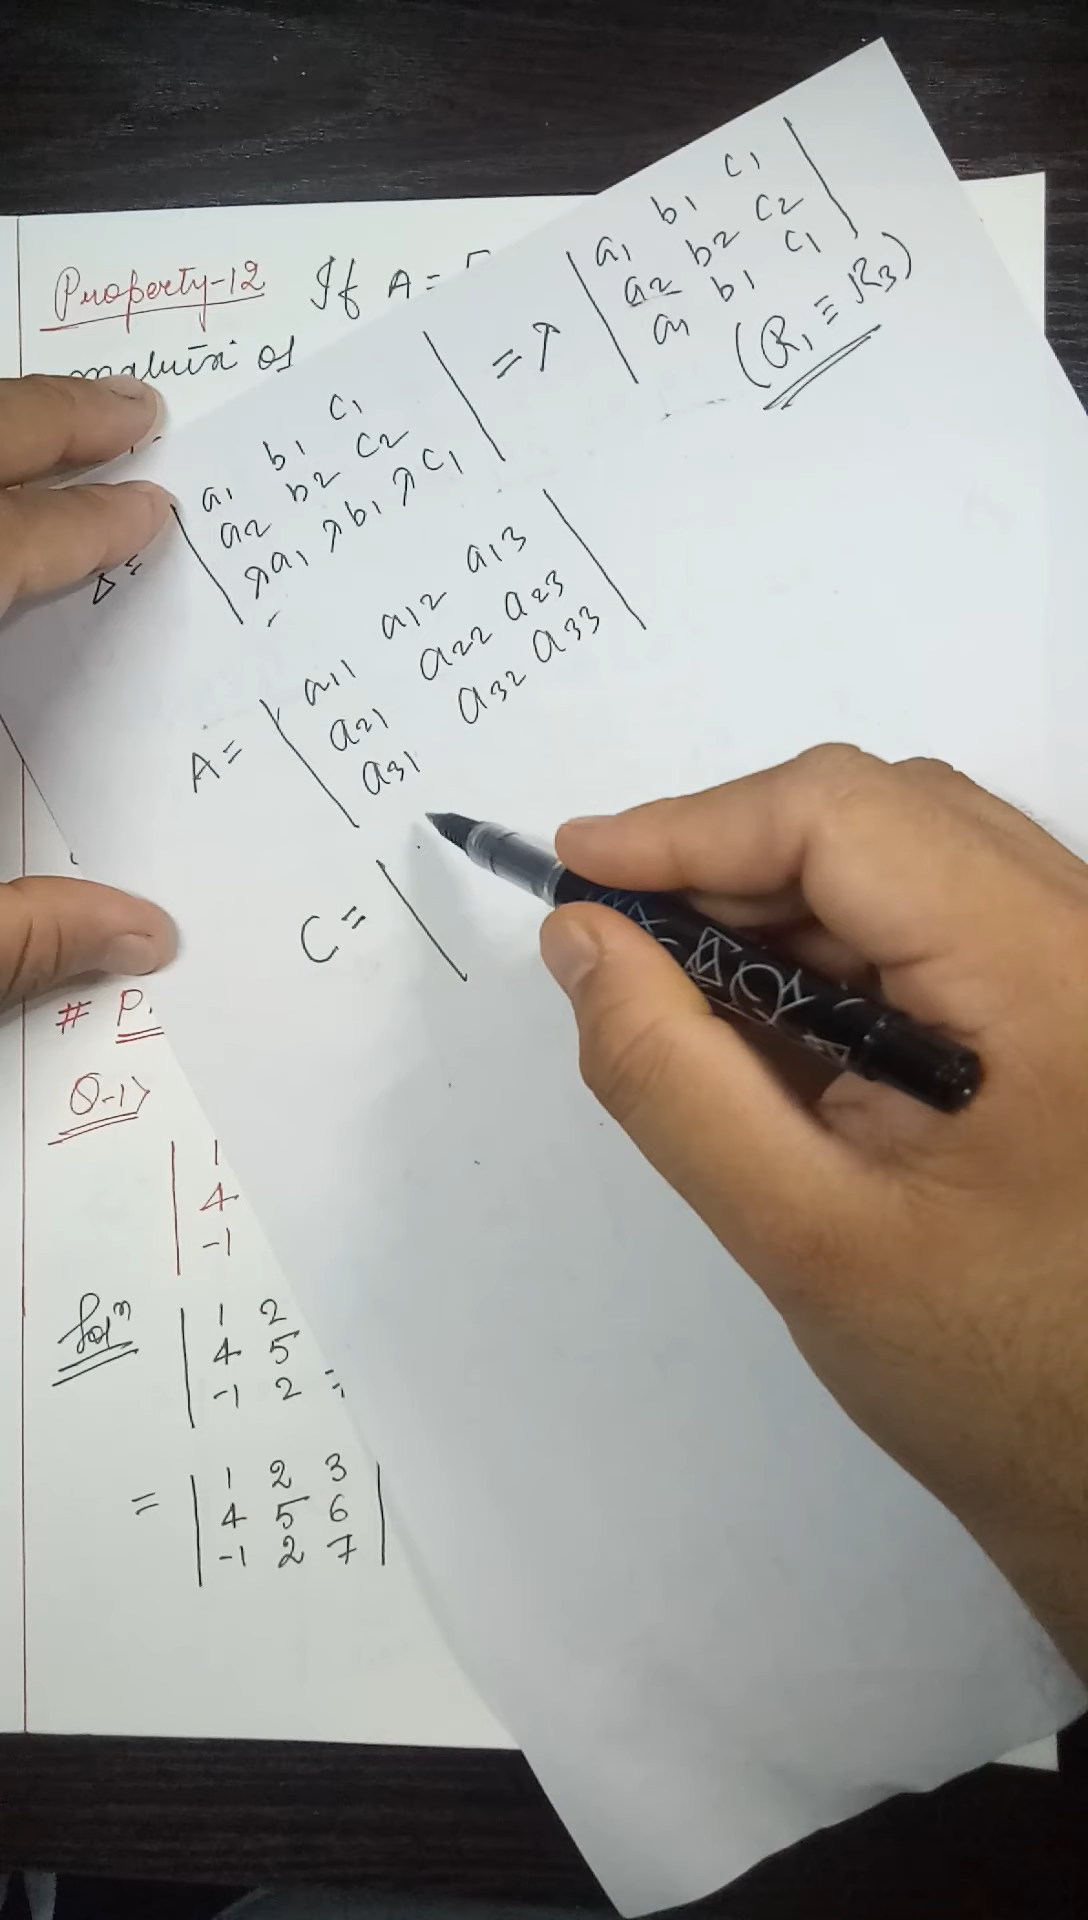 Property-12 If A =
matrix of
Δ = | a1 b1 c1 |
| a2 b2 c2 |
| λa1 λb1 λc1 |
= λ | a1 b1 c1 |
| a2 b2 c2 |
| a1 b1 c1 |
(R1 ≡ R3)
A = | a11 a12 a13 |
| a21 a22 a23 |
| a31 a32 a33 |
C = |
# P.
Q-1>
| 1
| 4
| -1
Solⁿ | 1 2
| 4 5
| -1 2
= | 1 2 3 |
| 4 5 6 |
| -1 2 7 |